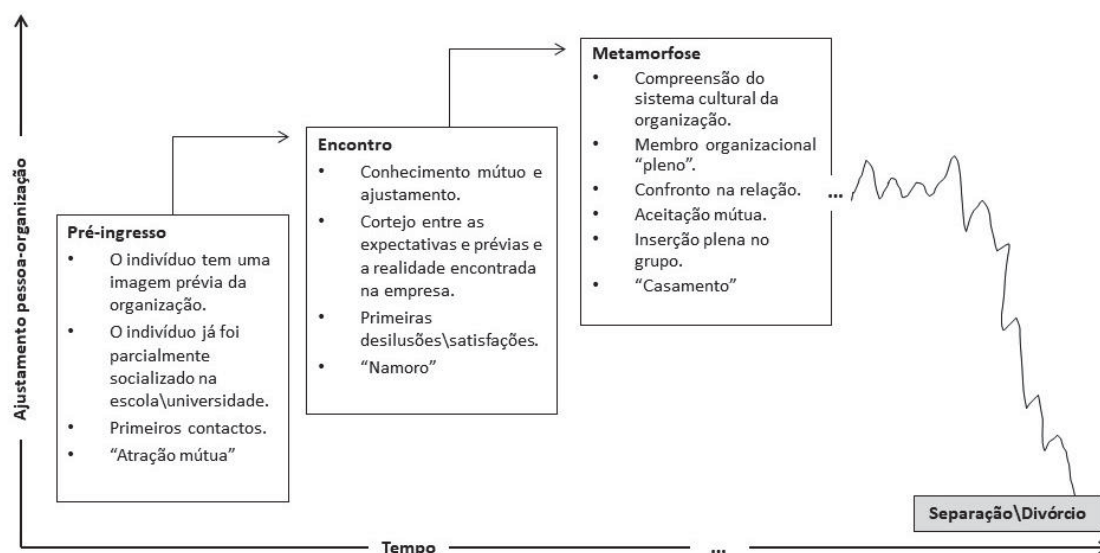 Ajustamento pessoa-organização
Pré-ingresso
• O indivíduo tem uma
imagem prévia da
organização.
• O indivíduo já foi
parcialmente
socializado na
escola\universidade.
• Primeiros contactos.
• “Atração mútua”
Encontro
• Conhecimento mútuo e
ajustamento.
• Cortejo entre as
expectativas e prévias e
a realidade encontrada
na empresa.
• Primeiras
desilusões\satisfações.
• “Namoro”
Metamorfose
• Compreensão do
sistema cultural da
organização.
• Membro organizacional
“pleno”.
• Confronto na relação.
• Aceitação mútua.
• Inserção plena no
grupo.
• “Casamento”
...
Separação\Divórcio
Tempo
...